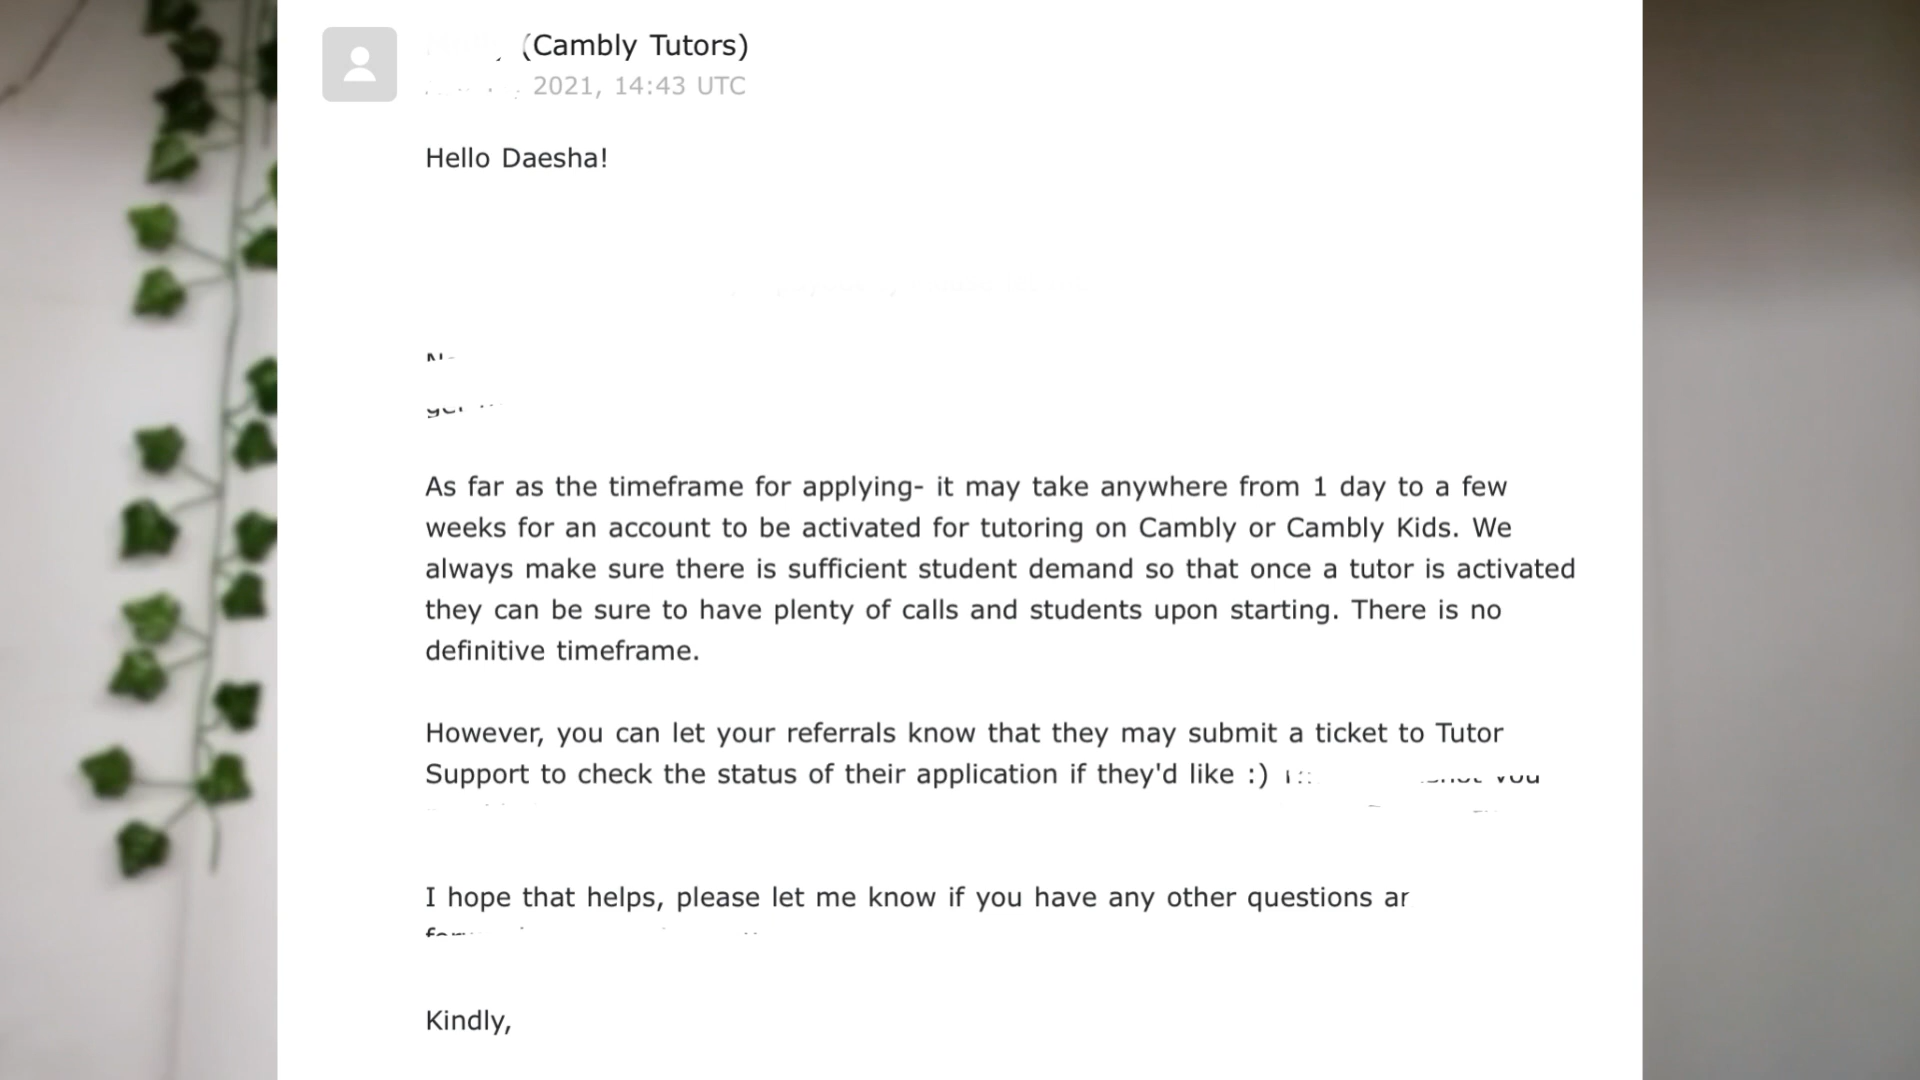 (Cambly Tutors)
2021, 14:43 UTC
Hello Daesha!
As far as the timeframe for applying- it may take anywhere from 1 day to a few
weeks for an account to be activated for tutoring on Cambly or Cambly Kids. We
always make sure there is sufficient student demand so that once a tutor is activated
they can be sure to have plenty of calls and students upon starting. There is no
definitive timeframe.
However, you can let your referrals know that they may submit a ticket to Tutor
Support to check the status of their application if they'd like :) you
I hope that helps, please let me know if you have any other questions
Kindly,